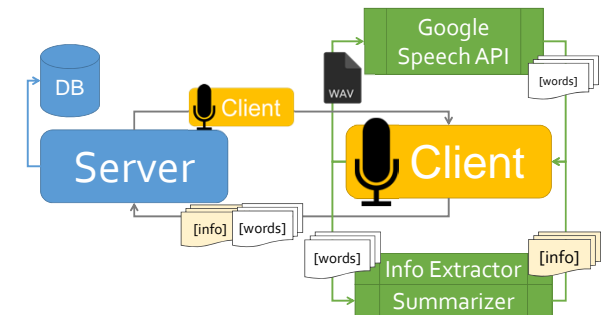 Google
Speech API
DB
WAV
[words]
Client
Server
Client
[info]
[words]
[words]
[info]
Info Extractor
Summarizer